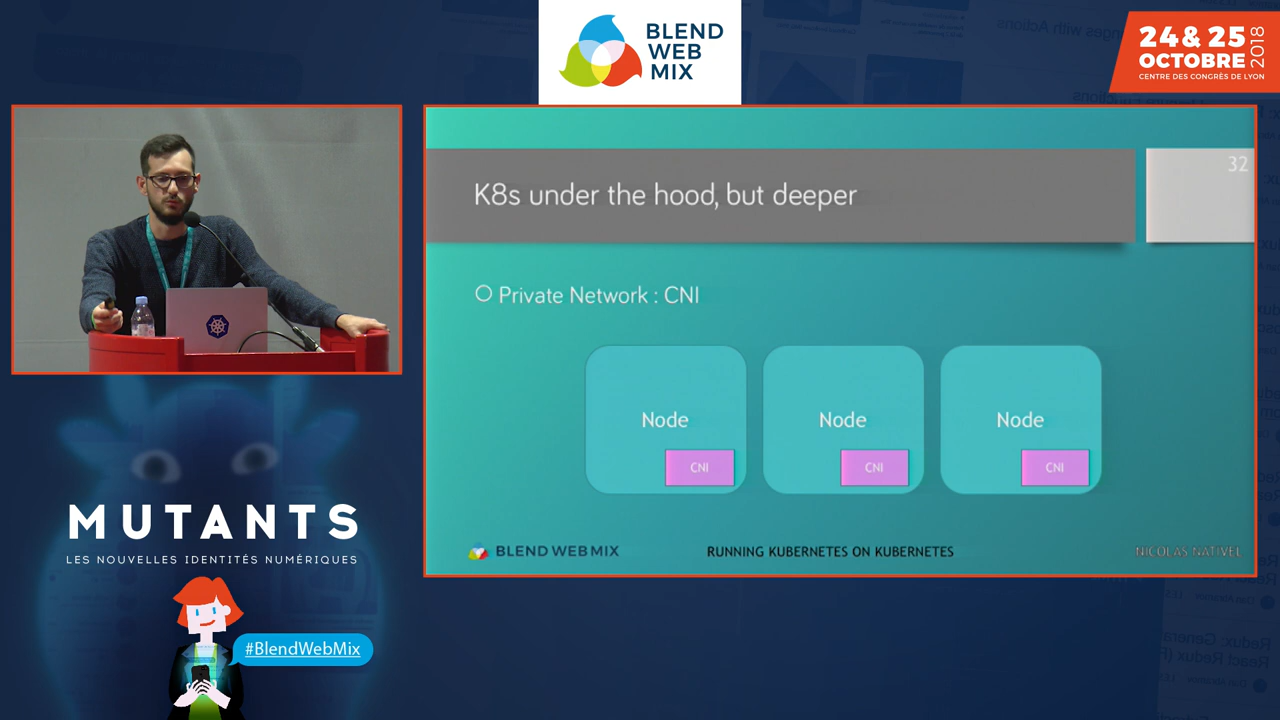 BLEND
WEB
MIX
24 & 25
OCTOBRE
2018
CENTRE DES CONGRÈS DE LYON
K8s under the hood, but deeper
32
Private Network : CNI
Node
CNI
Node
CNI
Node
CNI
BLEND WEB MIX
RUNNING KUBERNETES ON KUBERNETES
NICOLAS NATIVEL
MUTANTS
LES NOUVELLES IDENTITÉS NUMÉRIQUES
#BlendWebMix